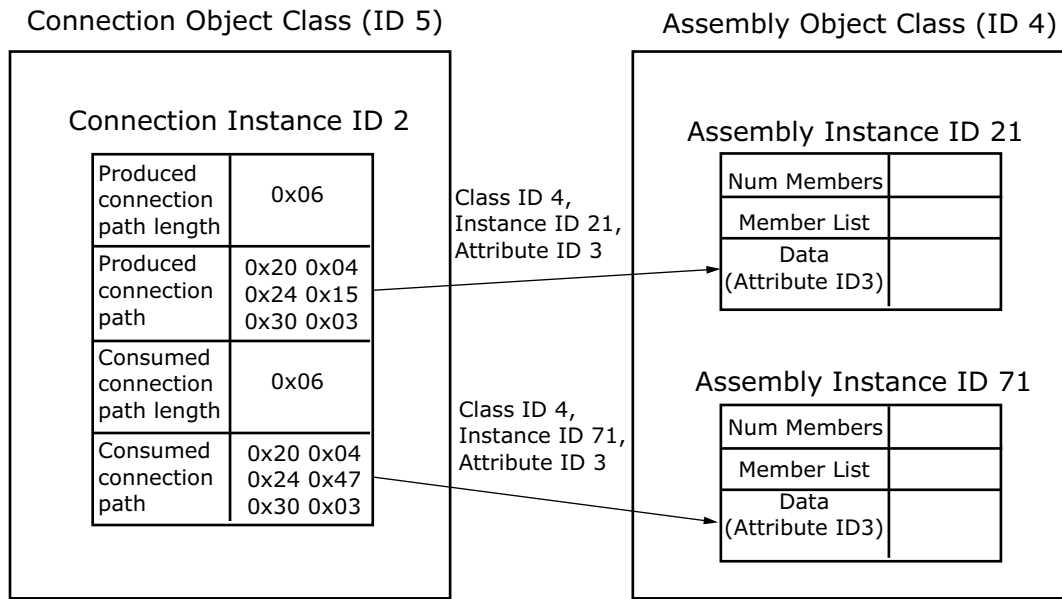 Connection Object Class (ID 5)
Connection Instance ID 2
Produced
connection
path length
0x06
Produced
connection
path
0x20 0x04
0x24 0x15
0x30 0x03
Consumed
connection
path length
0x06
Consumed
connection
path
0x20 0x04
0x24 0x47
0x30 0x03
Class ID 4,
Instance ID 21,
Attribute ID 3
Class ID 4,
Instance ID 71,
Attribute ID 3
Assembly Object Class (ID 4)
Assembly Instance ID 21
Num Members
Member List
Data
(Attribute ID3)
Assembly Instance ID 71
Num Members
Member List
Data
(Attribute ID3)